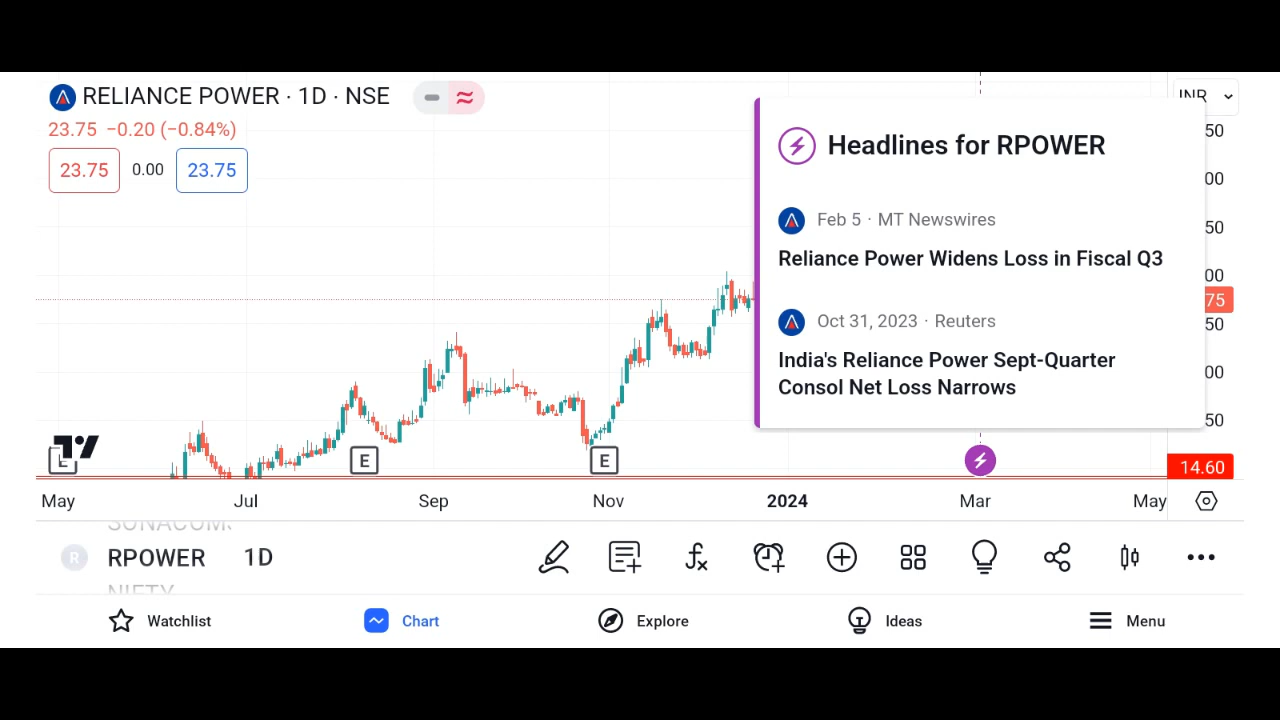 RELIANCE POWER · 1D · NSE
INR
23.75 −0.20 (−0.84%)
23.75 0.00 23.75
Headlines for RPOWER
Feb 5 · MT Newswires
Reliance Power Widens Loss in Fiscal Q3
Oct 31, 2023 · Reuters
India's Reliance Power Sept-Quarter
Consol Net Loss Narrows
50
00
50
00
75
50
00
50
14.60
E
E
E
May Jul Sep Nov 2024 Mar May
RPOWER 1D
NIFTY
Watchlist
Chart
Explore
Ideas
Menu